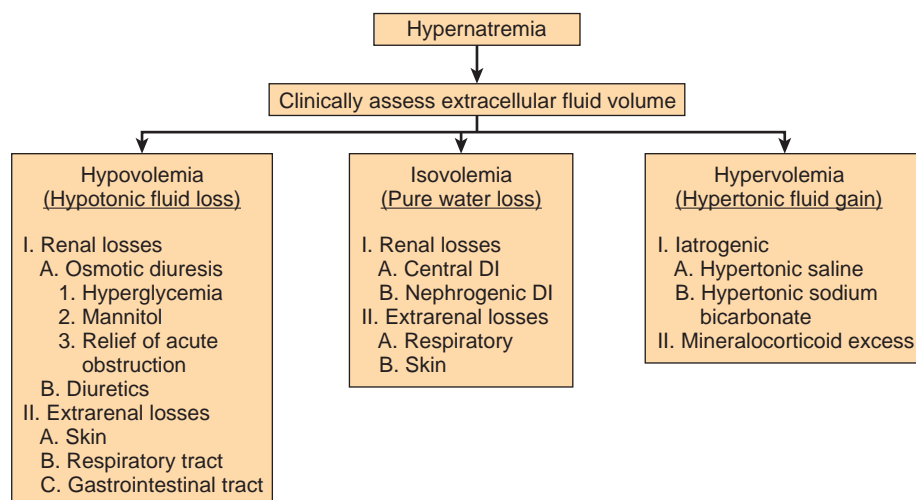 Hypernatremia
Clinically assess extracellular fluid volume
Hypovolemia
(Hypotonic fluid loss)
I. Renal losses
A. Osmotic diuresis
1. Hyperglycemia
2. Mannitol
3. Relief of acute
obstruction
B. Diuretics
II. Extrarenal losses
A. Skin
B. Respiratory tract
C. Gastrointestinal tract
Isovolemia
(Pure water loss)
I. Renal losses
A. Central DI
B. Nephrogenic DI
II. Extrarenal losses
A. Respiratory
B. Skin
Hypervolemia
(Hypertonic fluid gain)
I. Iatrogenic
A. Hypertonic saline
B. Hypertonic sodium
bicarbonate
II. Mineralocorticoid excess